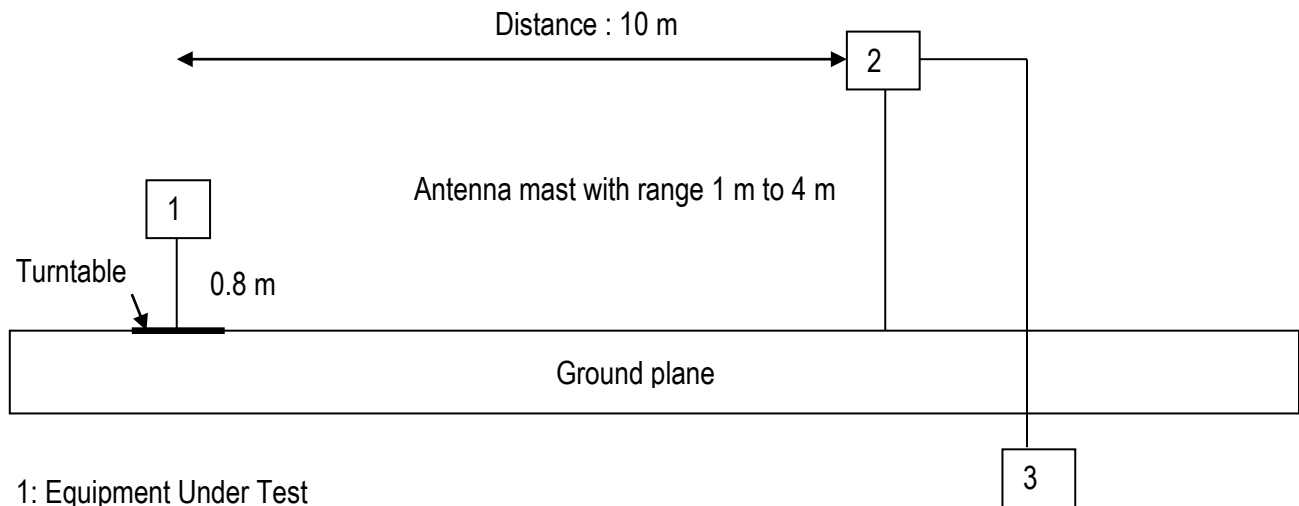 Distance : 10 m
2
Antenna mast with range 1 m to 4 m
1
Turntable
0.8 m
Ground plane
3
1: Equipment Under Test